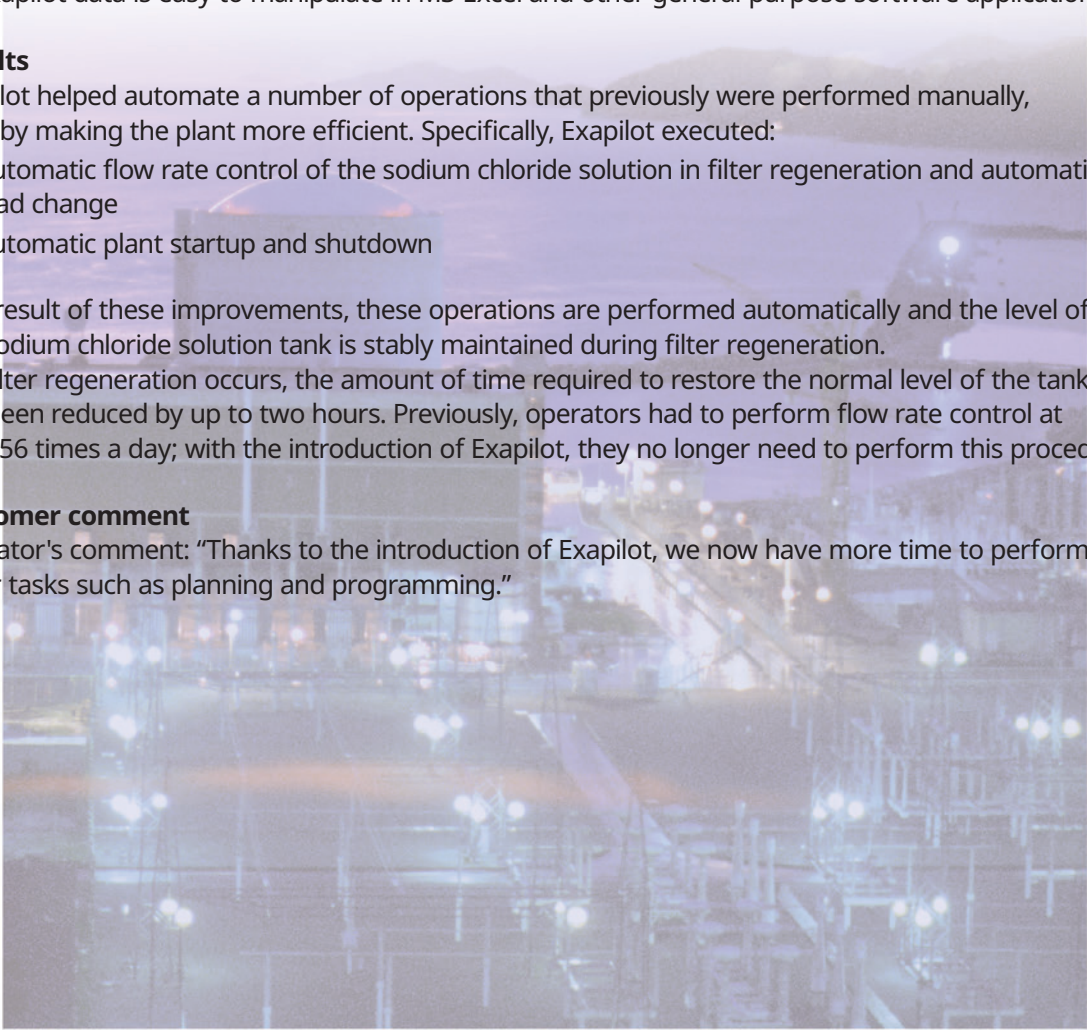 apilot data is easy to manipulate in MS Excel and other general purpose software application
lts
lot helped automate a number of operations that previously were performed manually,
by making the plant more efficient. Specifically, Exapilot executed:
utomatic flow rate control of the sodium chloride solution in filter regeneration and automati
ad change
utomatic plant startup and shutdown
result of these improvements, these operations are performed automatically and the level of
odium chloride solution tank is stably maintained during filter regeneration.
lter regeneration occurs, the amount of time required to restore the normal level of the tank
een reduced by up to two hours. Previously, operators had to perform flow rate control at
56 times a day; with the introduction of Exapilot, they no longer need to perform this proced
omer comment
ator's comment: “Thanks to the introduction of Exapilot, we now have more time to perform
r tasks such as planning and programming.”